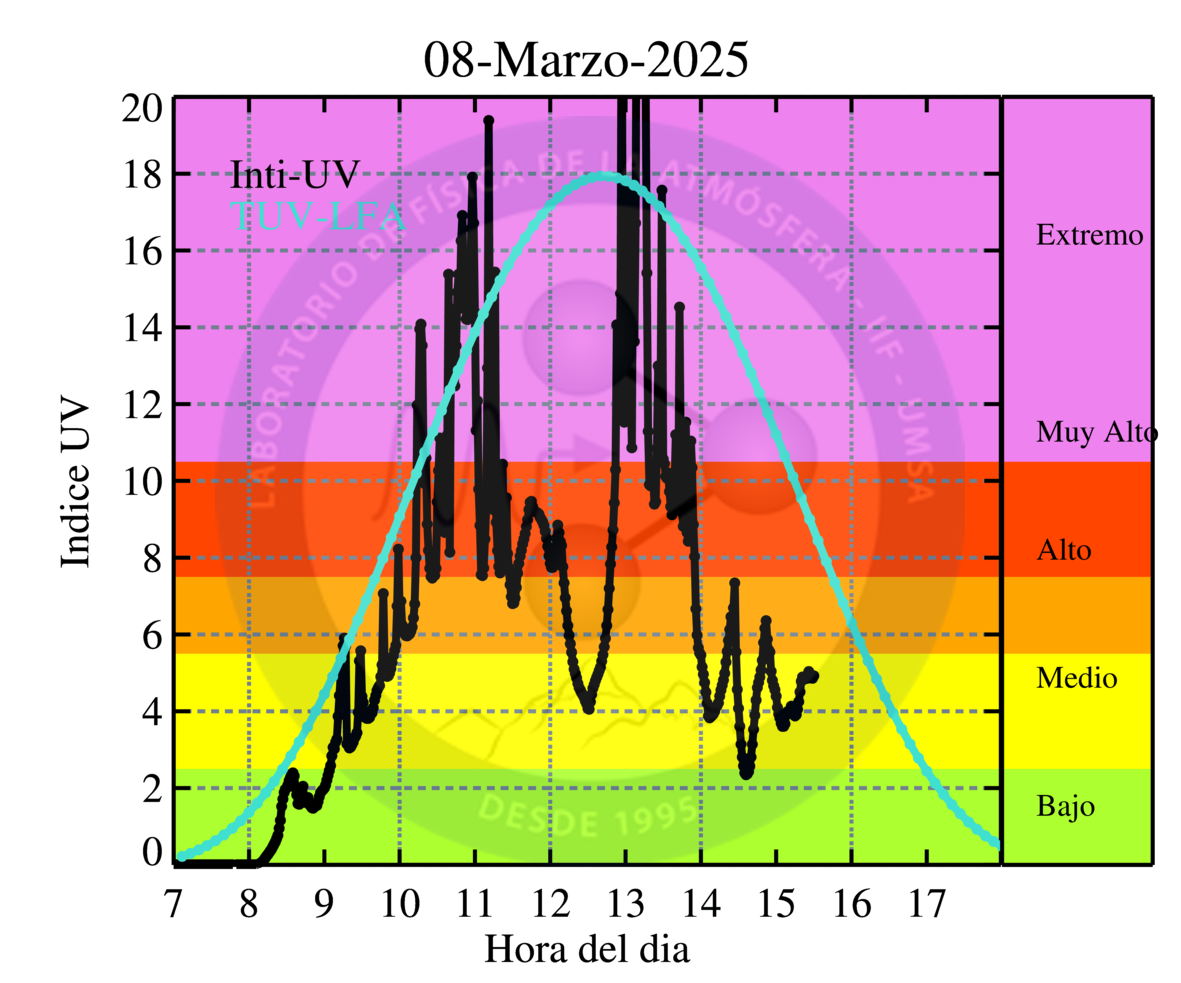 08-Marzo-2025
20
18
16
14
12
10
8
6
4
2
0
Indice UV
Inti-UV
TUV-LFA
LABORATORIO DE FÍSICA DE LA ATMÓSFERA - IIF - UMSA
DESDE 1995
Extremo
Muy Alto
Alto
Medio
Bajo
7 8 9 10 11 12 13 14 15 16 17
Hora del dia